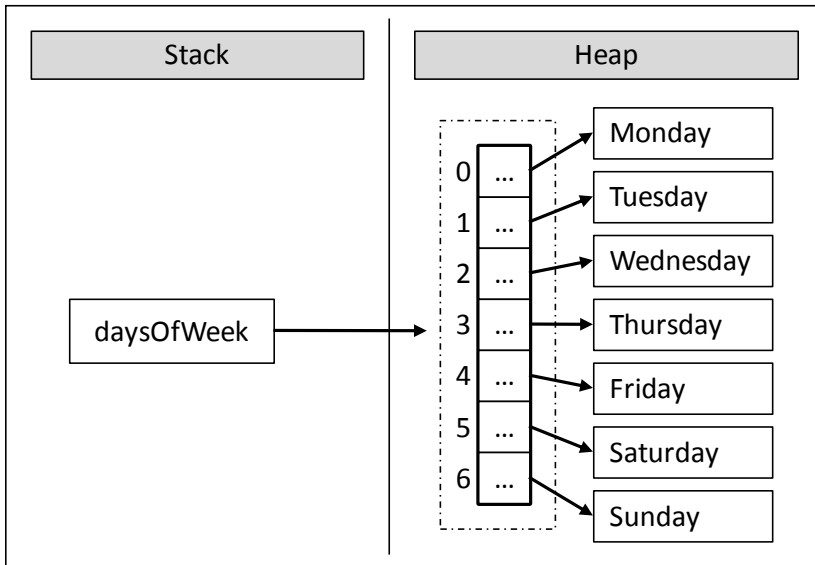 Stack
Heap
daysOfWeek
0 ... Monday
1 ... Tuesday
2 ... Wednesday
3 ... Thursday
4 ... Friday
5 ... Saturday
6 ... Sunday